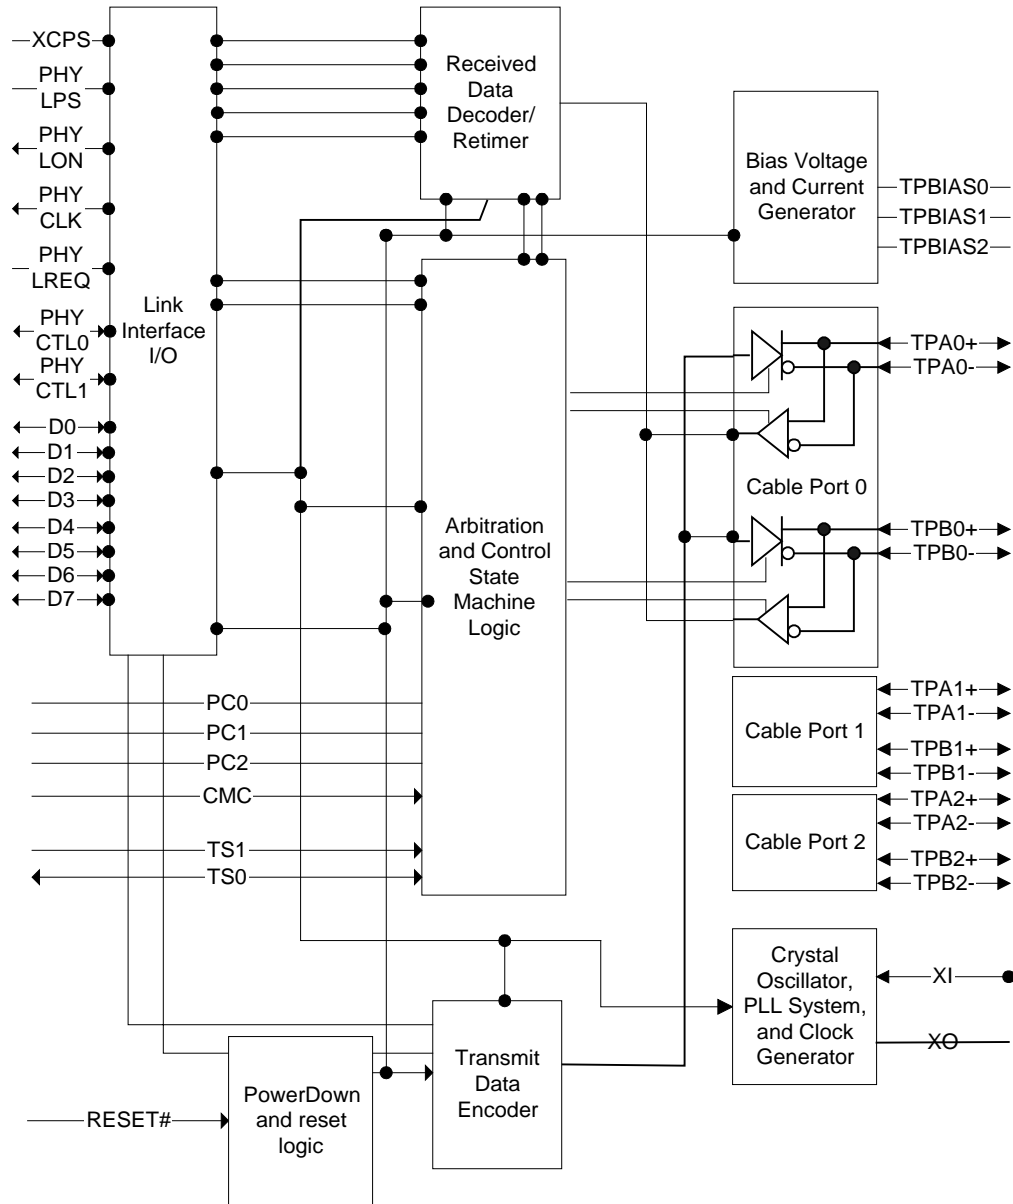 XCPS
PHY
LPS
PHY
LON
PHY
CLK
PHY
LREQ
PHY
CTL0
PHY
CTL1
D0
D1
D2
D3
D4
D5
D6
D7
Link
Interface
I/O
Received
Data
Decoder/
Retimer
Bias Voltage
and Current
Generator
TPBIAS0
TPBIAS1
TPBIAS2
TPA0+
TPA0-
Cable Port 0
TPB0+
TPB0-
Arbitration
and Control
State
Machine
Logic
PC0
PC1
PC2
CMC
TS1
TS0
Cable Port 1
TPA1+
TPA1-
TPB1+
TPB1-
Cable Port 2
TPA2+
TPA2-
TPB2+
TPB2-
Crystal
Oscillator,
PLL System,
and Clock
Generator
XI
XO
Transmit
Data
Encoder
PowerDown
and reset
logic
RESET#